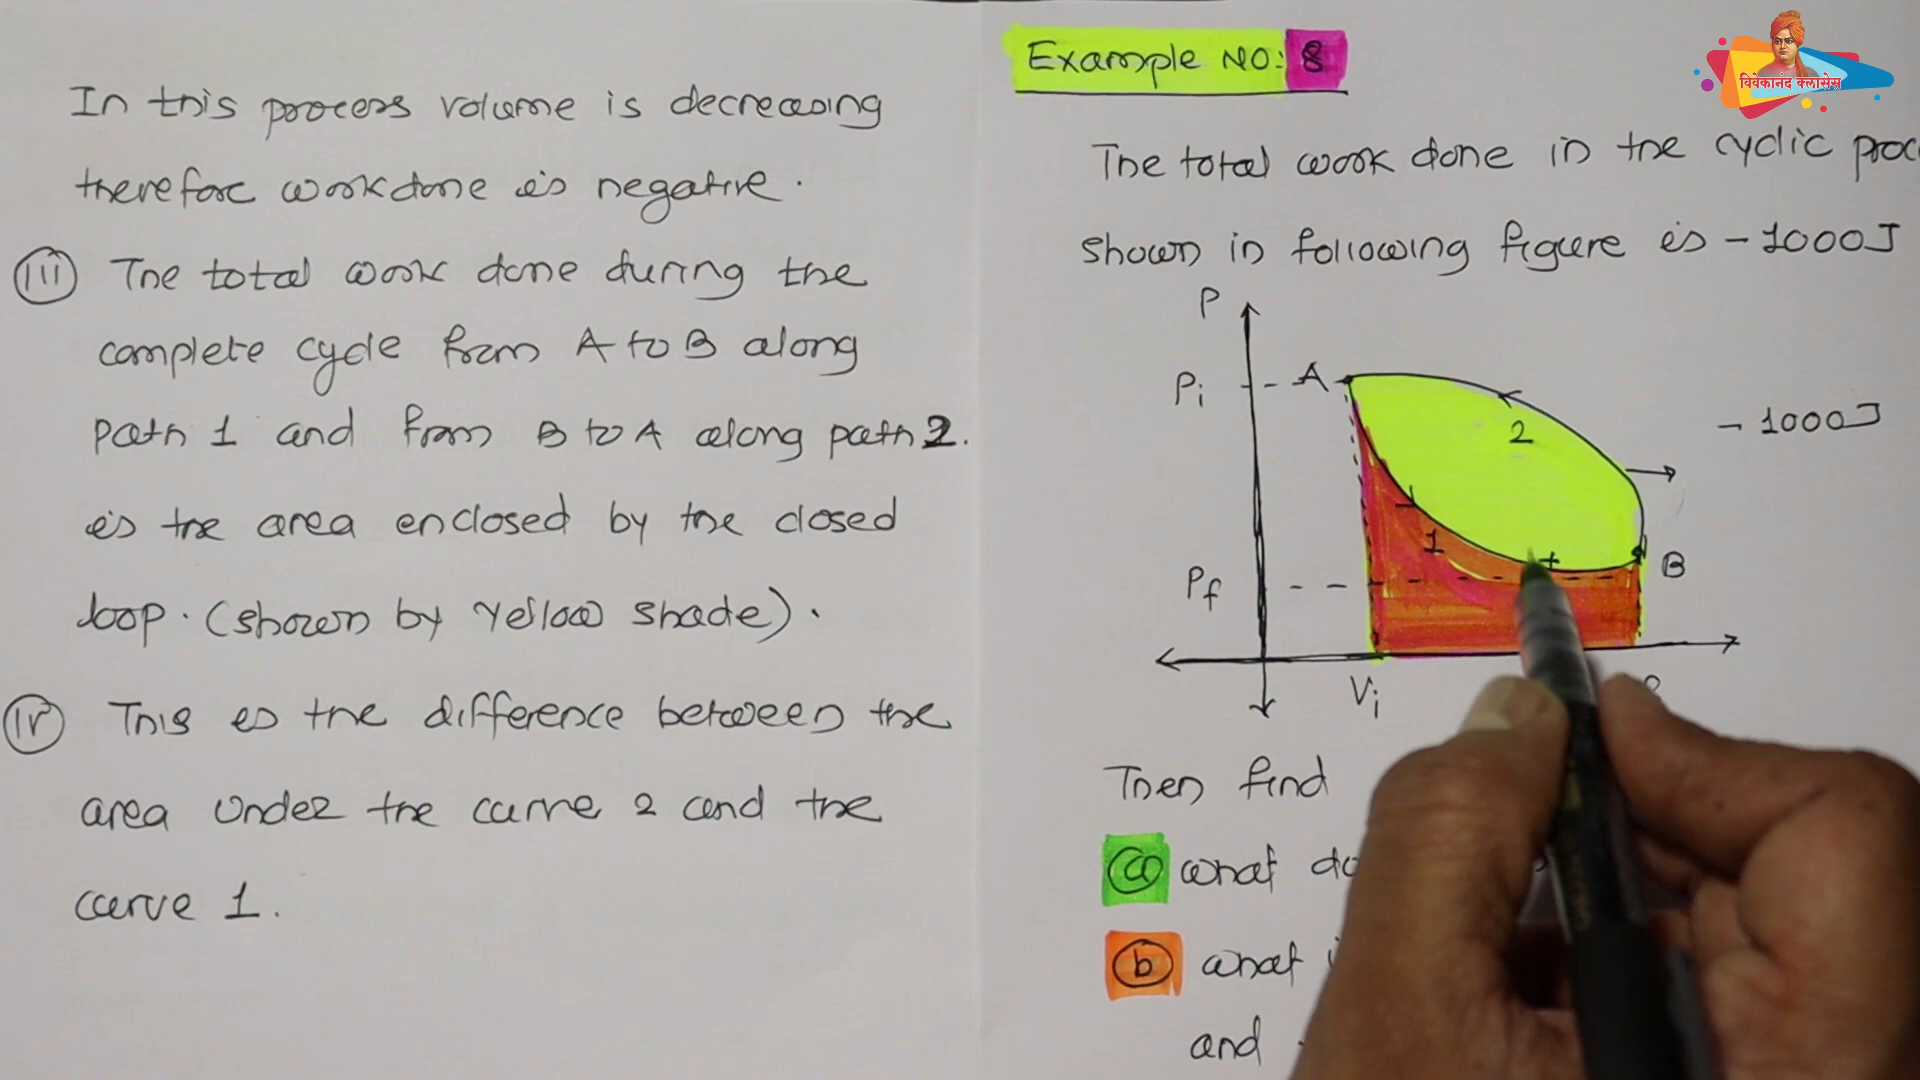 In this process volume is decreasing
therefore workdone is negative.
(iii) The total work done during the
complete cycle from A to B along
path 1 and from B to A along path 2.
is the area enclosed by the closed
loop. (shown by Yellow shade).
(iv) This is the difference between the
area under the curve 2 and the
curve 1.
Example NO: 8
विवेकानंद क्लासेस
The total work done in the cyclic proc
shown in following figure is - 1000J
P
Pi
A
2
- 1000J
1
B
Pf
Vi
Then find
(a) what do
(b) what i
and